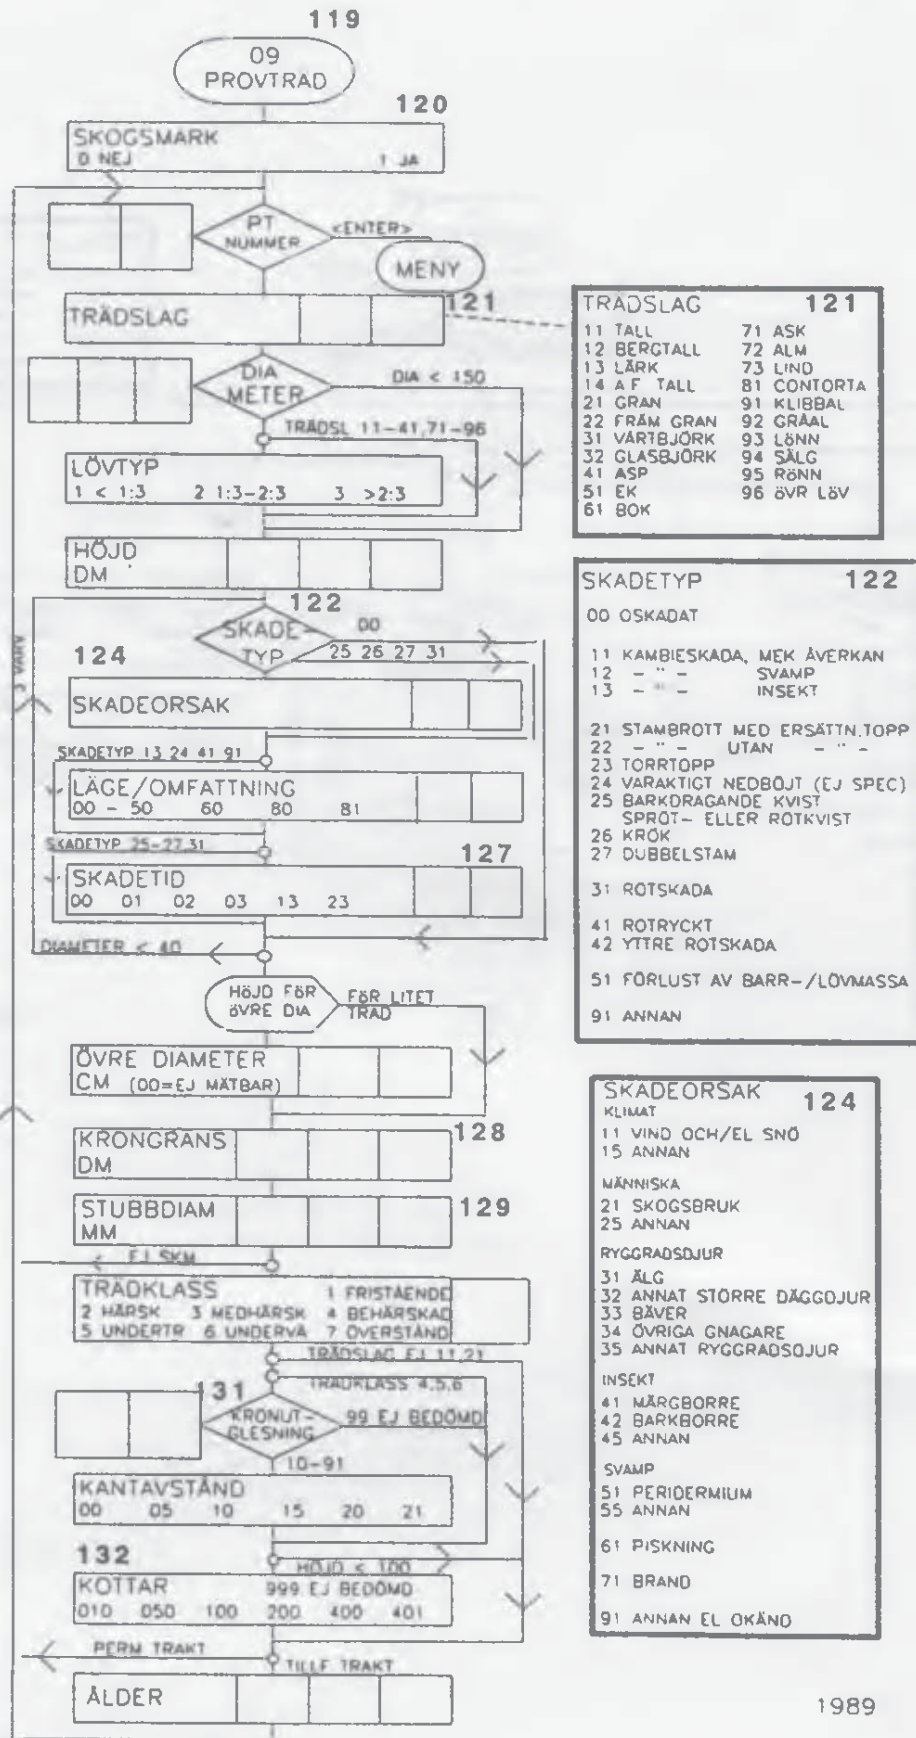 119
09
PROVTRAD
120
SKOGSMARK
0 NEJ 1 JA
PT
NUMMER
<ENTER>
MENY
TRÄDSLAG
121
DIA
METER
DIA < 150
TRÄDSL 11-41,71-96
LÖVTYP
1 < 1:3 2 1:3-2:3 3 >2:3
HÖJD
DM
122
SKADE-
TYP
00
25 26 27 31
3 VARV
124
SKADEORSAK
SKADETYP 13 24 41 91
LÄGE/OMFATTNING
00 - 50 60 80 81
SKADETYP 25-27,31
127
SKADETID
00 01 02 03 13 23
DIAMETER < 40
HÖJD FÖR
ÖVRE DIA
FÖR LITET
TRAD
ÖVRE DIAMETER
CM (00=EJ MÄTBAR)
KRONGRANS
DM
128
STUBBDIAM
MM
129
EJ SKM
TRÄDKLASS 1 FRISTÅENDE
2 HÄRSK 3 MEDHÄRSK 4 BEHÄRSKAD
5 UNDERTR 6 UNDERVÄ 7 ÖVERSTÅND
TRÄDSLAG EJ 11,21
TRÄDKLASS 4,5,6
131
KRONUT-
GLESNING
99 EJ BEDÖMD
10-91
KANTAVSTÅND
00 05 10 15 20 21
132
HÖJD < 100
KOTTAR 999 EJ BEDÖMD
010 050 100 200 400 401
PERM TRAKT
TILLF TRAKT
ÅLDER
TRÄDSLAG 121
11 TALL 71 ASK
12 BERGTALL 72 ALM
13 LÄRK 73 LIND
14 A F TALL 81 CONTORTA
21 GRAN 91 KLIBBAL
22 FRÄM GRAN 92 GRÅAL
31 VÅRTBJÖRK 93 LÖNN
32 GLASBJÖRK 94 SÄLG
41 ASP 95 RÖNN
51 EK 96 ÖVR LÖV
61 BOK
SKADETYP 122
00 OSKADAT
11 KAMBIESKADA, MEK ÅVERKAN
12 - " - SVAMP
13 - " - INSEKT
21 STAMBROTT MED ERSÄTTN.TOPP
22 - " - UTAN - " -
23 TORRTOPP
24 VARAKTIGT NEDBÖJT (EJ SPEC)
25 BARKDRAGANDE KVIST
SPRÖT- ELLER ROTKVIST
26 KRÖK
27 DUBBELSTAM
31 ROTSKADA
41 ROTRYCKT
42 YTTRE ROTSKADA
51 FÖRLUST AV BARR-/LÖVMASSA
91 ANNAN
SKADEORSAK 124
KLIMAT
11 VIND OCH/EL SNÖ
15 ANNAN
MÄNNISKA
21 SKOGSBRUK
25 ANNAN
RYGGRADSDJUR
31 ÄLG
32 ANNAT STÖRRE DÄGGDJUR
33 BÄVER
34 ÖVRIGA GNAGARE
35 ANNAT RYGGRADSDJUR
INSEKT
41 MÄRGBORRE
42 BARKBORRE
45 ANNAN
SVAMP
51 PERIDERMIUM
55 ANNAN
61 PISKNING
71 BRAND
91 ANNAN EL OKÄND
1989